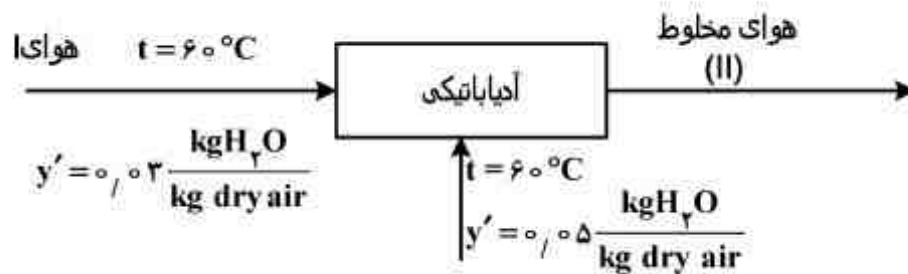 هوای I t = ۶۰°C
y′ = ۰/۰۳ kgH۲O / kg dry air
آدیاباتیکی
هوای مخلوط
(II)
t = ۶۰°C
y′ = ۰/۰۵ kgH۲O / kg dry air